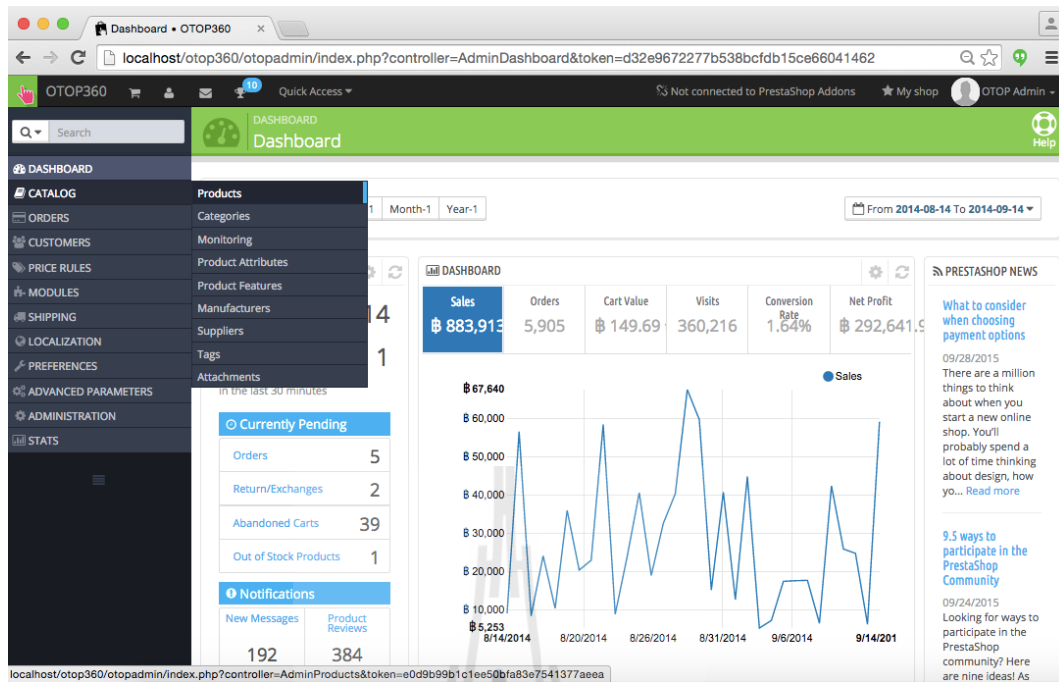 Dashboard • OTOP360
localhost/otop360/otopadmin/index.php?controller=AdminDashboard&token=d32e9672277b538bcfdb15ce66041462
OTOP360
10
Quick Access
Not connected to PrestaShop Addons
My shop
OTOP Admin
Search
DASHBOARD
Dashboard
Help
DASHBOARD
CATALOG
ORDERS
CUSTOMERS
PRICE RULES
MODULES
SHIPPING
LOCALIZATION
PREFERENCES
ADVANCED PARAMETERS
ADMINISTRATION
STATS
Products
Categories
Monitoring
Product Attributes
Product Features
Manufacturers
Suppliers
Tags
Attachments
1
Month-1
Year-1
From 2014-08-14 To 2014-09-14
14
1
in the last 30 minutes
Currently Pending
Orders 5
Return/Exchanges 2
Abandoned Carts 39
Out of Stock Products 1
Notifications
New Messages
192
Product
Reviews
384
DASHBOARD
Sales
฿ 883,913
Orders
5,905
Cart Value
฿ 149.69
Visits
360,216
Conversion
Rate
1.64%
Net Profit
฿ 292,641.9
Sales
฿ 67,640
฿ 60,000
฿ 50,000
฿ 40,000
฿ 30,000
฿ 20,000
฿ 10,000
฿ 5,253
8/14/2014 8/20/2014 8/26/2014 8/31/2014 9/6/2014 9/14/201
PRESTASHOP NEWS
What to consider
when choosing
payment options
09/28/2015
There are a million
things to think
about when you
start a new online
shop. You'll
probably spend a
lot of time thinking
about design, how
yo... Read more
9.5 ways to
participate in the
PrestaShop
Community
09/24/2015
Looking for ways to
participate in the
PrestaShop
community? Here
are nine ideas! As
localhost/otop360/otopadmin/index.php?controller=AdminProducts&token=e0d9b99b1c1ee50bfa83e7541377aeea